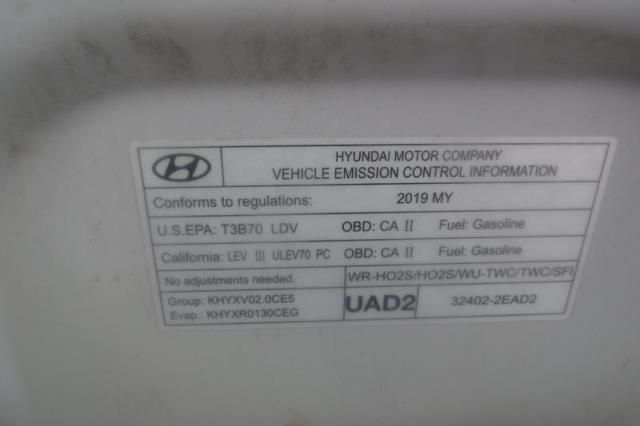 HYUNDAI MOTOR COMPANY
VEHICLE EMISSION CONTROL INFORMATION
Conforms to regulations: 2019 MY
U.S.EPA: T3B70 LDV OBD: CA II Fuel: Gasoline
California: LEV III ULEV70 PC OBD: CA II Fuel: Gasoline
No adjustments needed. WR-HO2S/HO2S/WU-TWC/TWC/SFI
Group: KHYXV02.0CE5
Evap.: KHYXR0130CEG
UAD2 32402-2EAD2